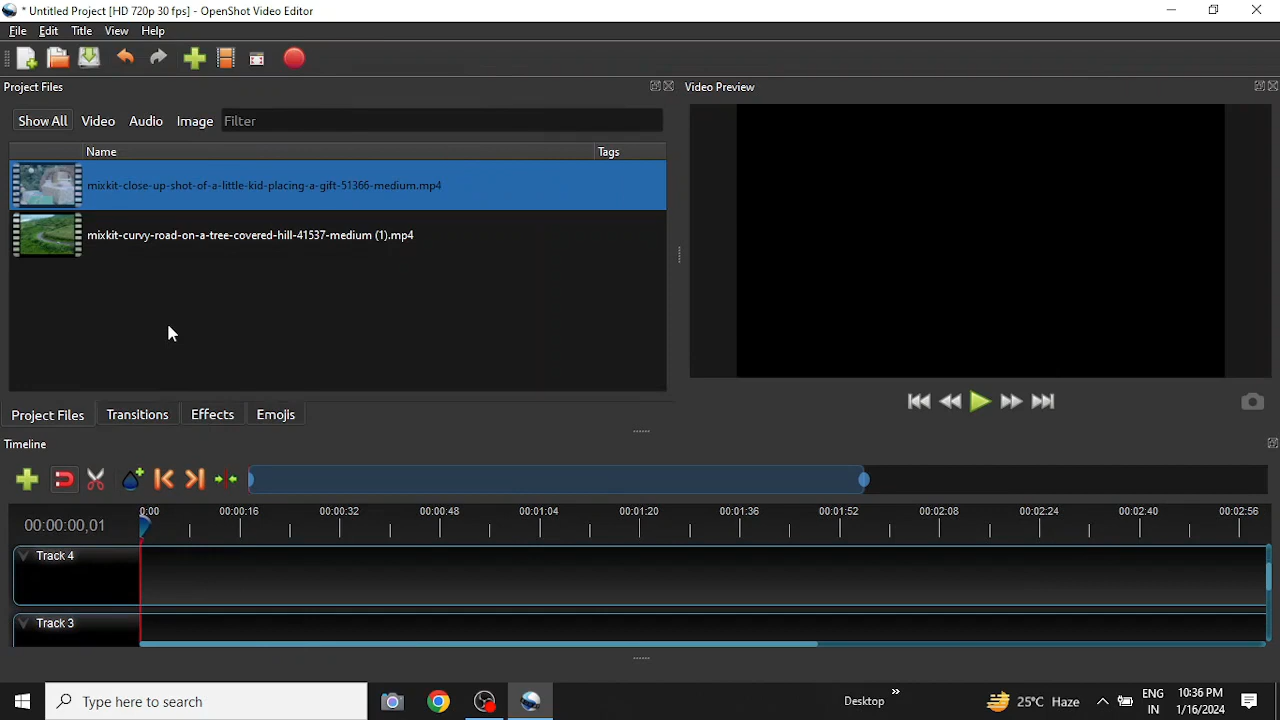 * Untitled Project [HD 720p 30 fps] - OpenShot Video Editor
File Edit Title View Help
Project Files
Video Preview
Show All Video Audio Image Filter
Name Tags
mixkit-close-up-shot-of-a-little-kid-placing-a-gift-51366-medium.mp4
mixkit-curvy-road-on-a-tree-covered-hill-41537-medium (1).mp4
Project Files Transitions Effects Emojis
Timeline
00:00:00,01
0:00 00:00:16 00:00:32 00:00:48 00:01:04 00:01:20 00:01:36 00:01:52 00:02:08 00:02:24 00:02:40 00:02:56
Track 4
Track 3
Type here to search
Desktop
25°C Haze
ENG
IN
10:36 PM
1/16/2024